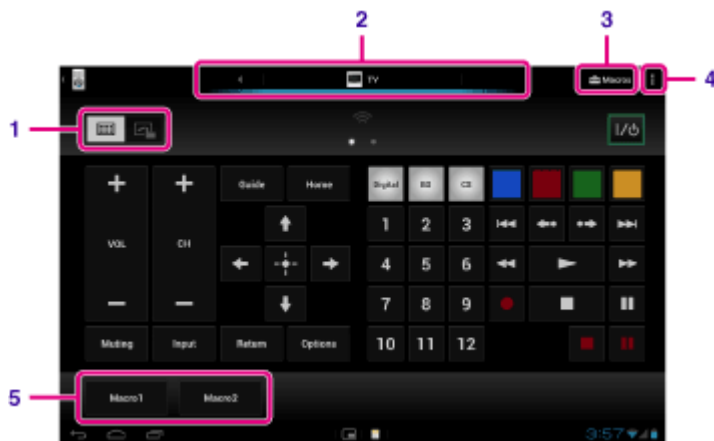 2
3
TV
Macros
4
1
I/⏻
+ + Guide Home Digital BS CS
VOL CH
1 2 3
4 5 6
− − 7 8 9
Muting Input Return Options 10 11 12
5
Macro1 Macro2
3:57